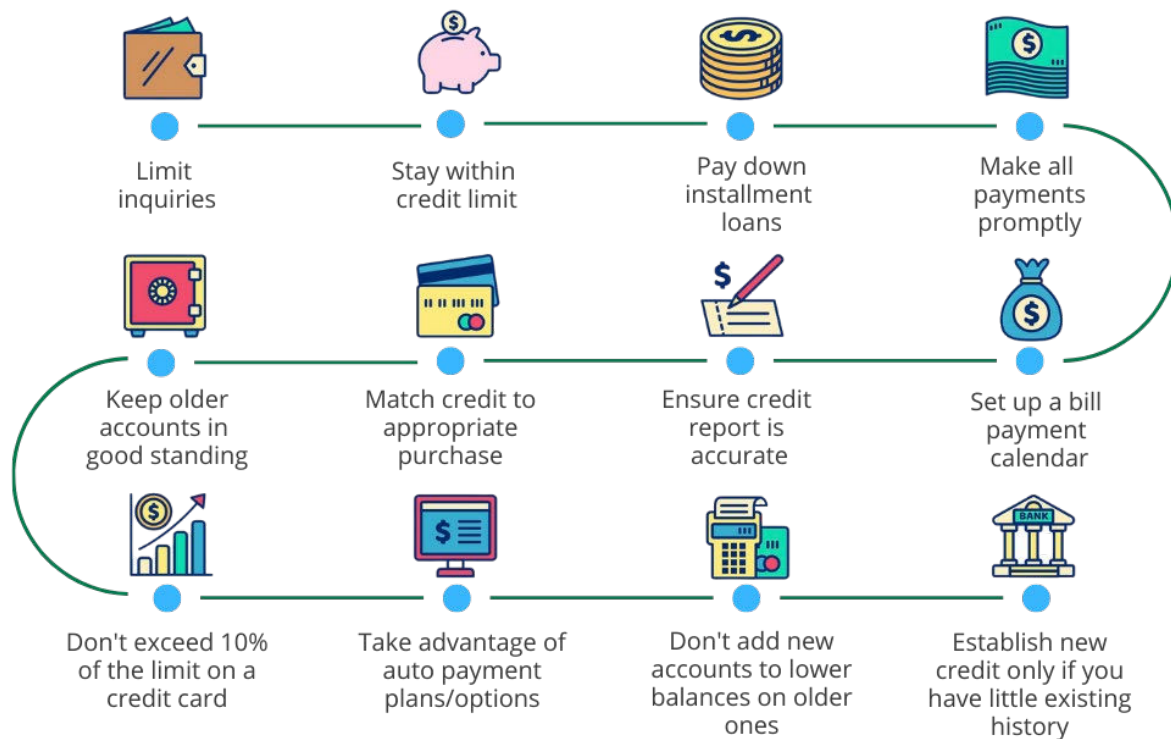 Limit
inquiries
Stay within
credit limit
Pay down
installment
loans
Make all
payments
promptly
Keep older
accounts in
good standing
Match credit to
appropriate
purchase
$
Ensure credit
report is
accurate
$
Set up a bill
payment
calendar
$
Don't exceed 10%
of the limit on a
credit card
$
Take advantage of
auto payment
plans/options
Don't add new
accounts to lower
balances on older
ones
BANK
Establish new
credit only if you
have little existing
history